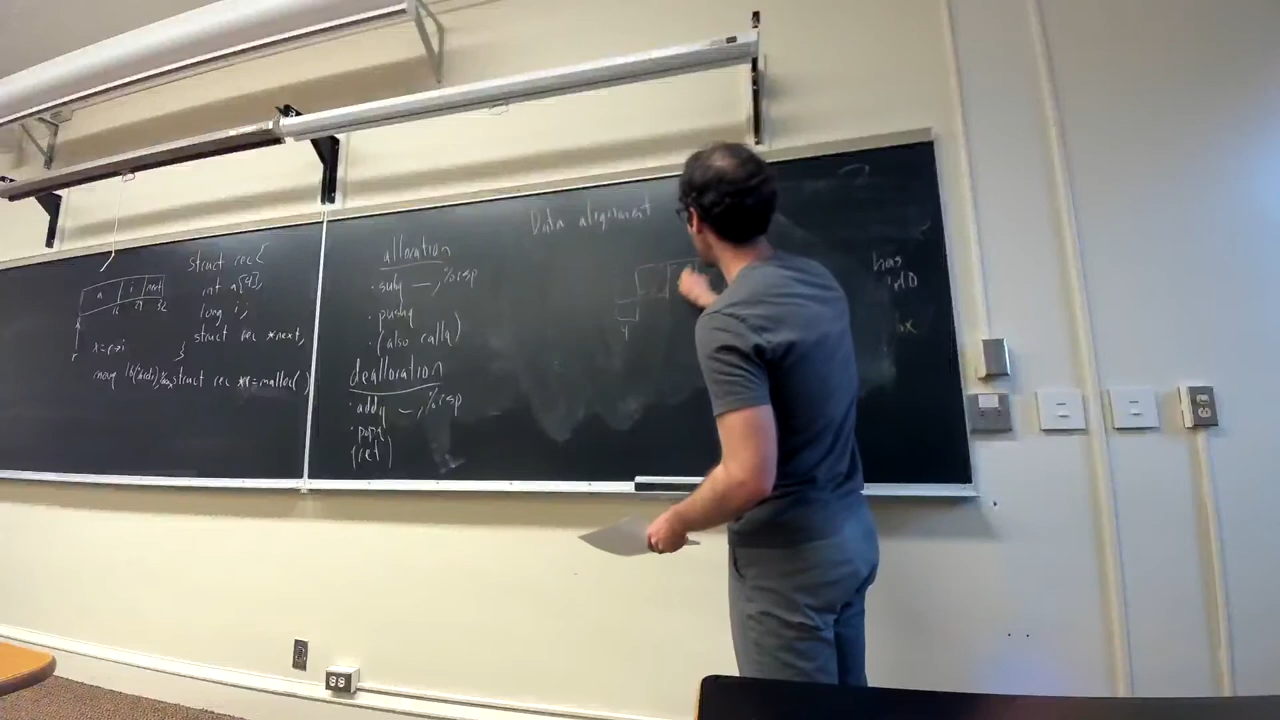 struct rec {
int a[4];
long i;
struct rec *next;
}
a i next
16 24 32
r
x = r->i
movq 16(%rdi), %rax
struct rec *r = malloc( )
allocation
· subq —, %rsp
· pushq
· (also callq)
deallocation
· addq —, %rsp
· popq
(ret)
Data alignment
4
has